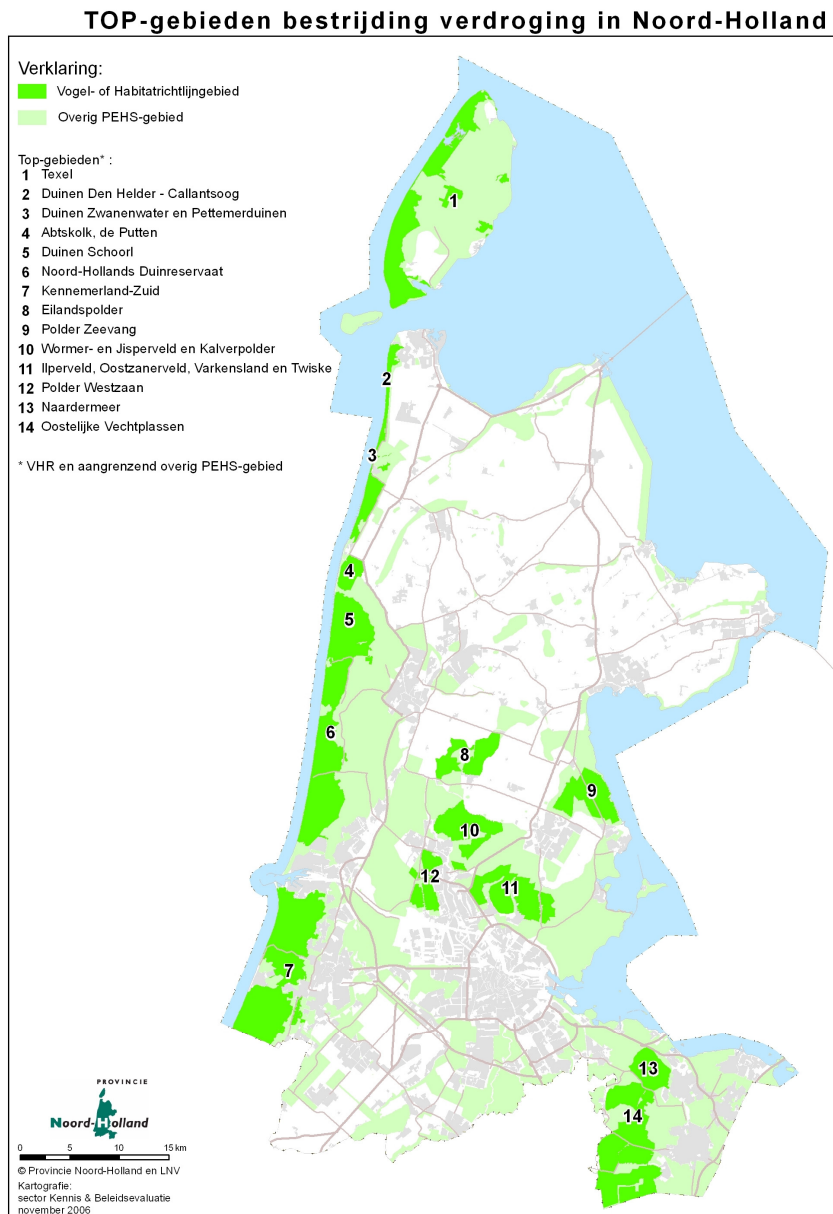 TOP-gebieden bestrijding verdroging in Noord-Holland
Verklaring:
Vogel- of Habitatrichtlijngebied
Overig PEHS-gebied
Top-gebieden* :
1 Texel
2 Duinen Den Helder - Callantsoog
3 Duinen Zwanenwater en Pettemerduinen
4 Abtskolk, de Putten
5 Duinen Schoorl
6 Noord-Hollands Duinreservaat
7 Kennemerland-Zuid
8 Eilandspolder
9 Polder Zeevang
10 Wormer- en Jisperveld en Kalverpolder
11 Ilperveld, Oostzanerveld, Varkensland en Twiske
12 Polder Westzaan
13 Naardermeer
14 Oostelijke Vechtplassen
* VHR en aangrenzend overig PEHS-gebied
1
2
3
4
5
6
8
9
10
12
11
7
13
14
PROVINCIE
Noord-Holland
0 5 10 15 km
© Provincie Noord-Holland en LNV
Kartografie:
sector Kennis & Beleidsevaluatie
november 2006